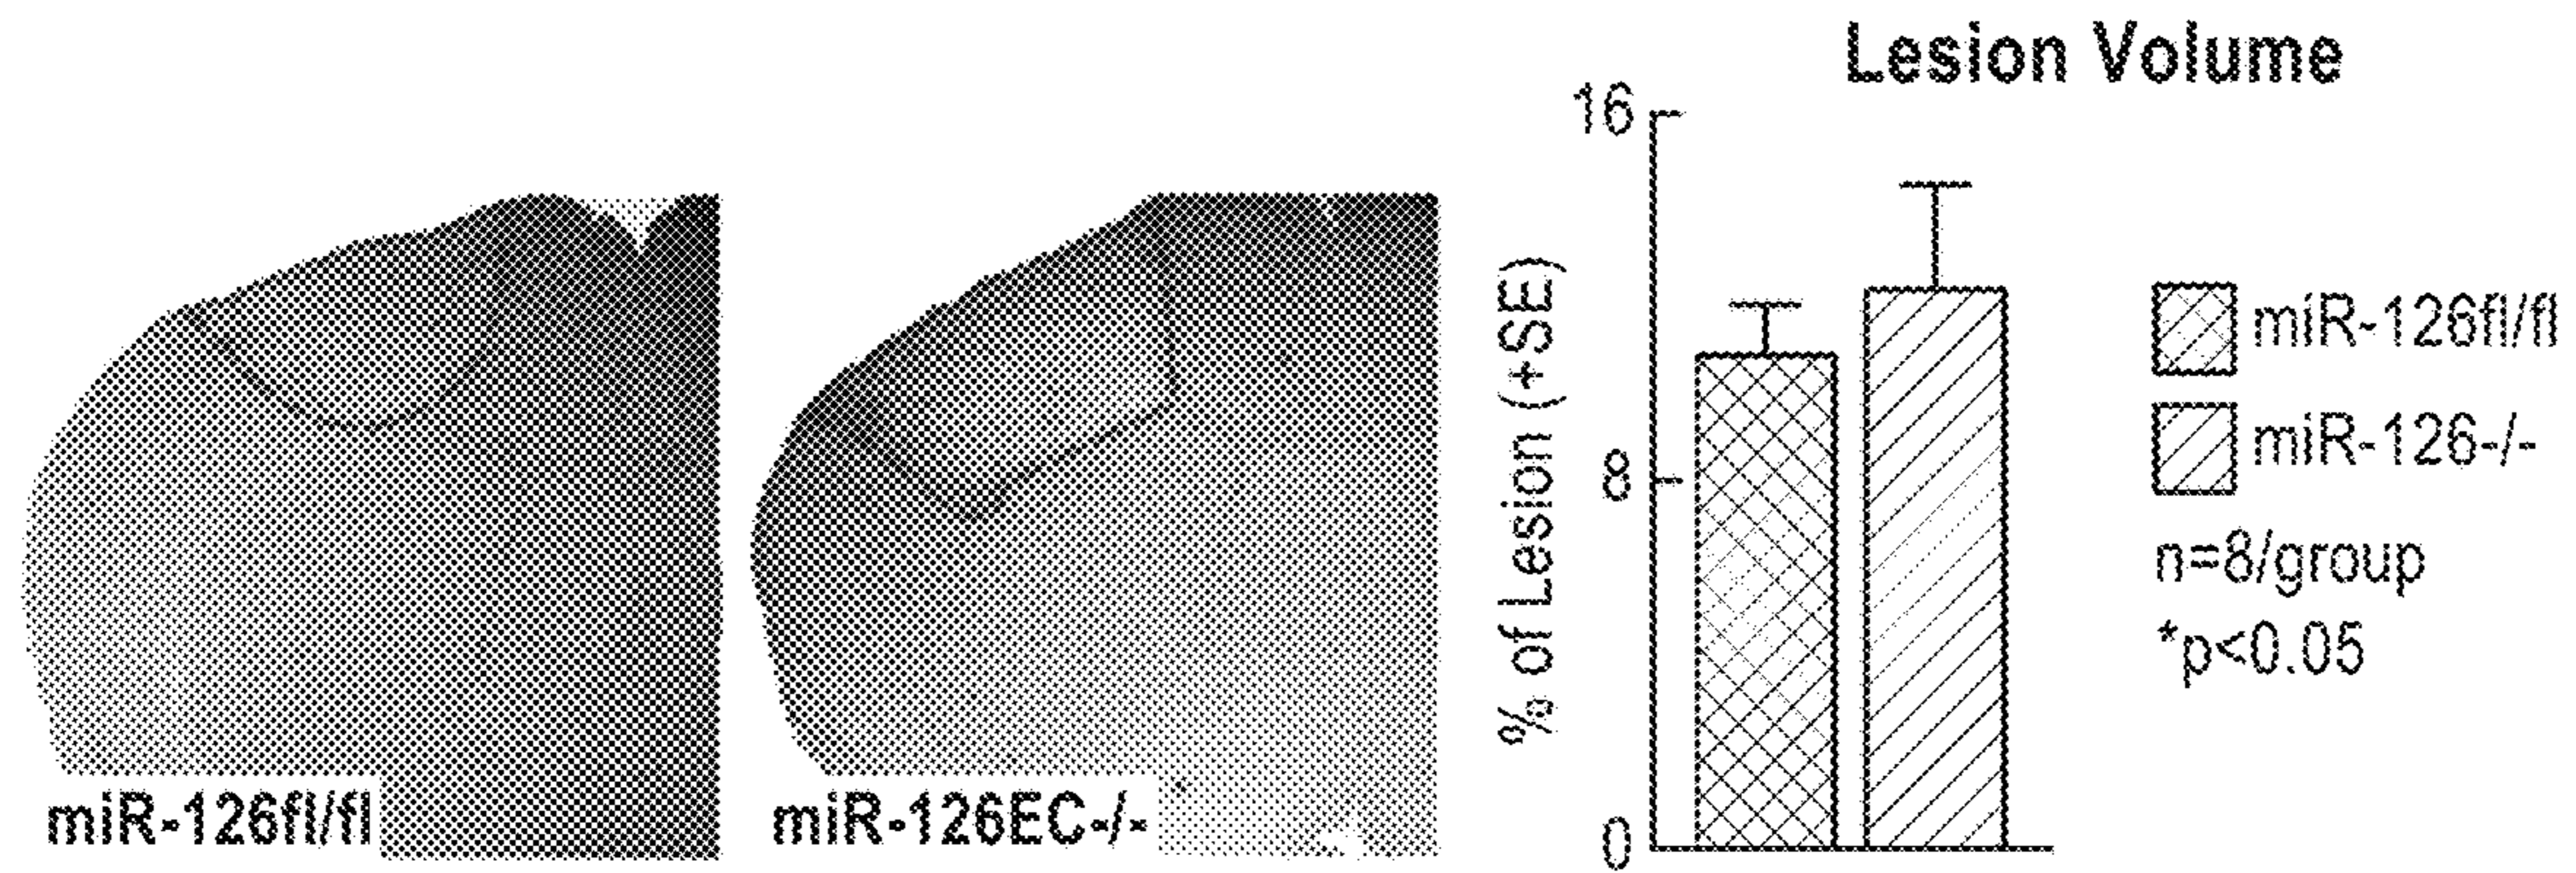 miR-126fl/fl
miR-126EC-/-
Lesion Volume
% of Lesion (+SE)
16
8
0
miR-126fl/fl
miR-126-/-
n=8/group
*p<0.05